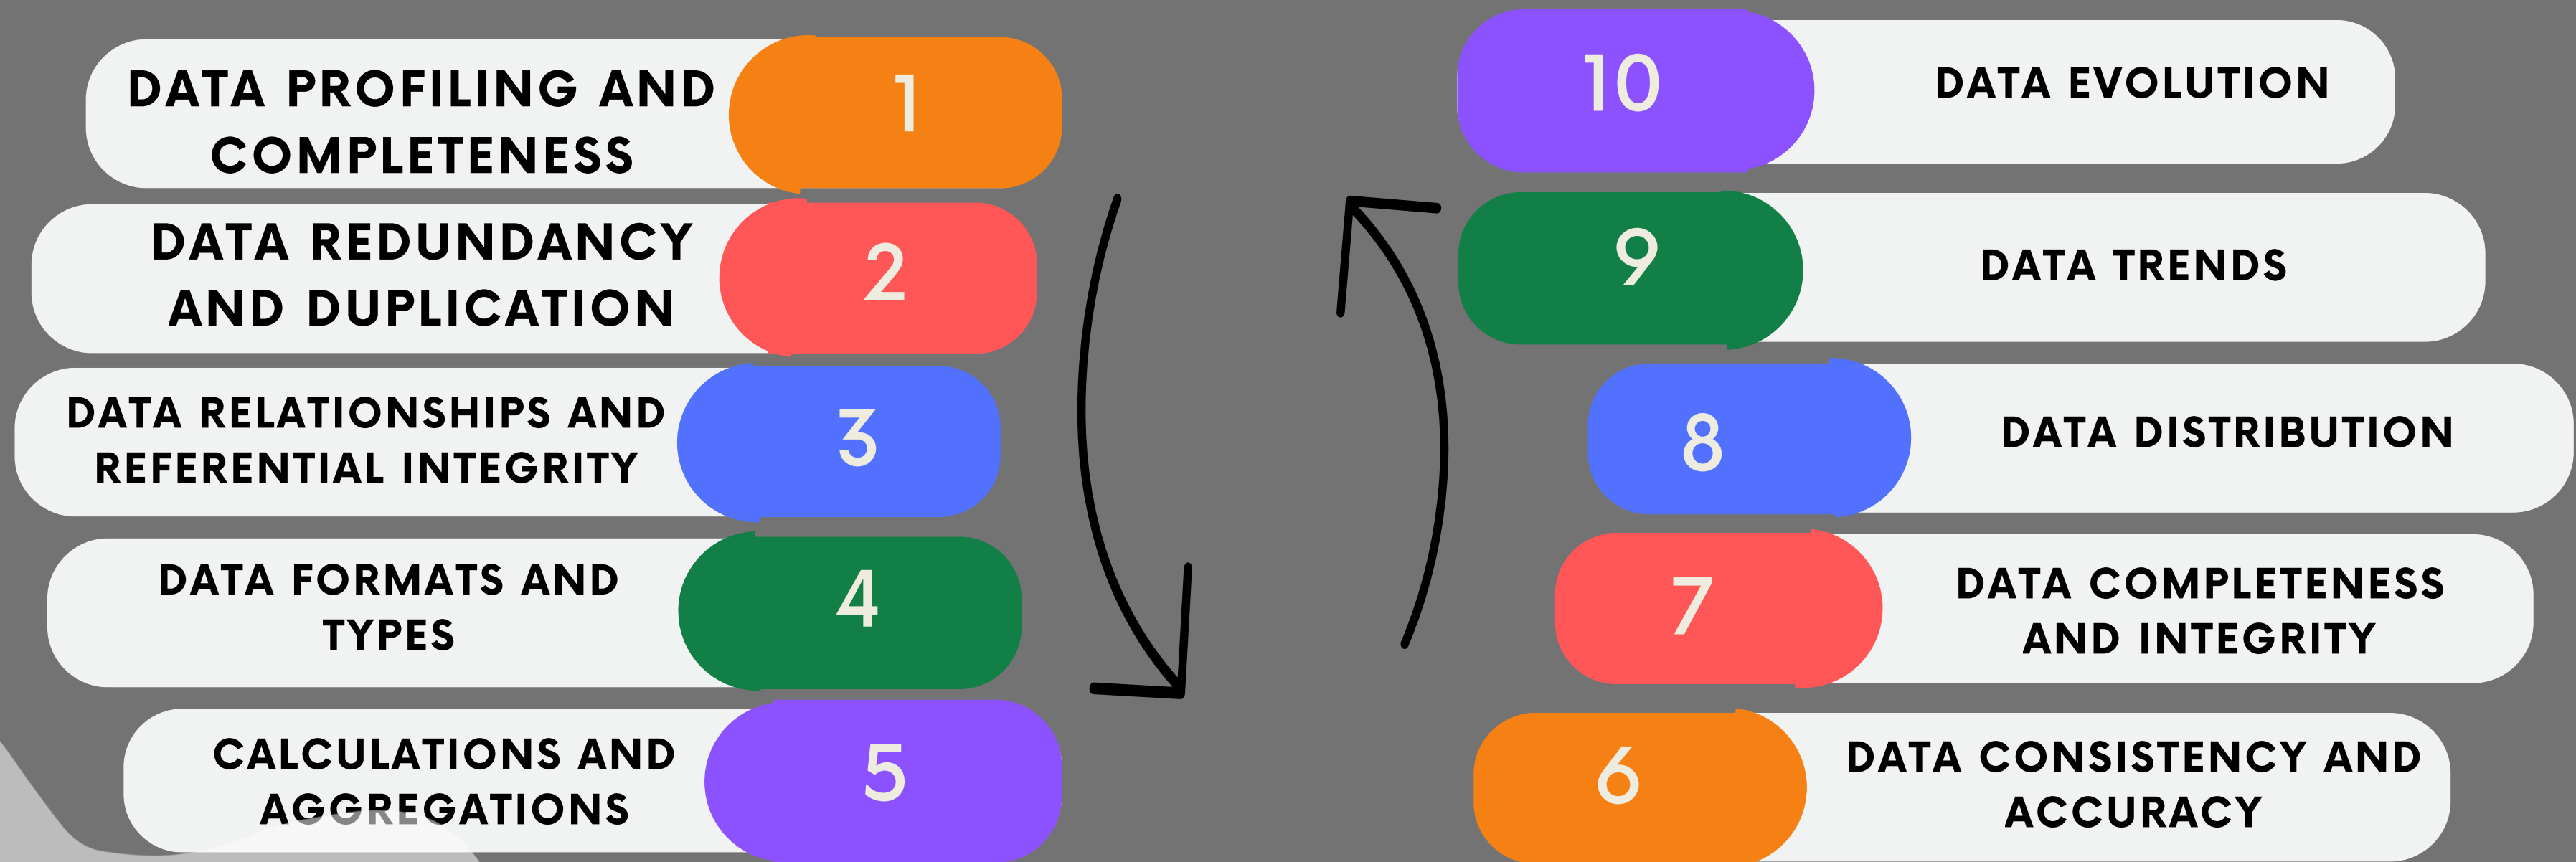 DATA PROFILING AND
COMPLETENESS
1
DATA REDUNDANCY
AND DUPLICATION
2
DATA RELATIONSHIPS AND
REFERENTIAL INTEGRITY
3
DATA FORMATS AND
TYPES
4
CALCULATIONS AND
AGGREGATIONS
5
10
DATA EVOLUTION
9
DATA TRENDS
8
DATA DISTRIBUTION
7
DATA COMPLETENESS
AND INTEGRITY
6
DATA CONSISTENCY AND
ACCURACY